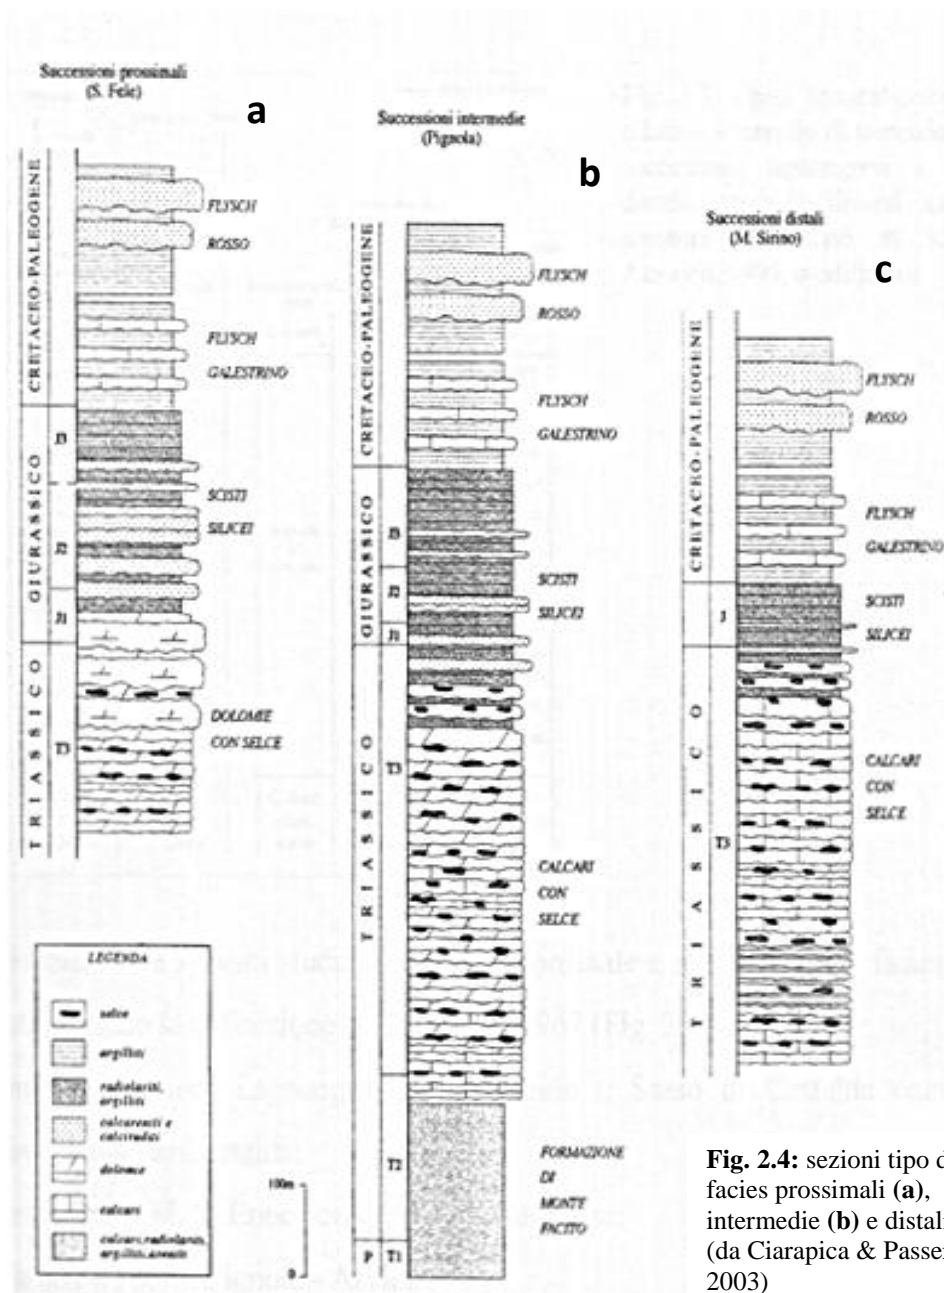 Successioni prossimali
(S. Fele)
a
CRETACEO-PALEOGENE
GIURASSICO
TRIASSICO
J3
J2
J1
T3
FLYSCH
ROSSO
FLYSCH
GALESTRINO
SCISTI
SILICEI
DOLOMIE
CON SELCE
Successioni intermedie
(Pignola)
b
CRETACEO-PALEOGENE
GIURASSICO
TRIASSICO
P
J3
J2
J1
T3
T2
T1
FLYSCH
ROSSO
FLYSCH
GALESTRINO
SCISTI
SILICEI
CALCARI
CON
SELCE
FORMAZIONE
DI
MONTE
FACITO
Successioni distali
(M. Sirino)
c
CRETACEO-PALEOGENE
TRIASSICO
J
T3
FLYSCH
ROSSO
FLYSCH
GALESTRINO
SCISTI
SILICEI
CALCARI
CON
SELCE
LEGENDA
selce
argilliti
radiolariti,
argilliti
calcareniti e
calciruditi
dolomie
calcari
calcari, radiolariti,
argilliti, areniti
100m
0
Fig. 2.4: sezioni tipo d
facies prossimali (a),
intermedie (b) e distali
(da Ciarapica & Passer
2003)